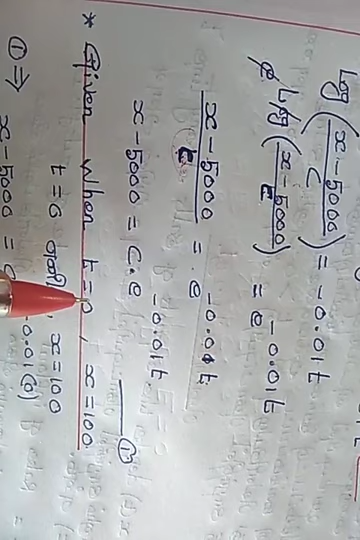 log (x-5000/C) = -0.01t
e^log(x-5000/C) = e^-0.01t
x-5000/C = e^-0.01t
x-5000 = C.e^-0.01t —①
* Given when t=0, x=100
t=0 and, x=100
① ⇒ x-5000 = -0.01(0)